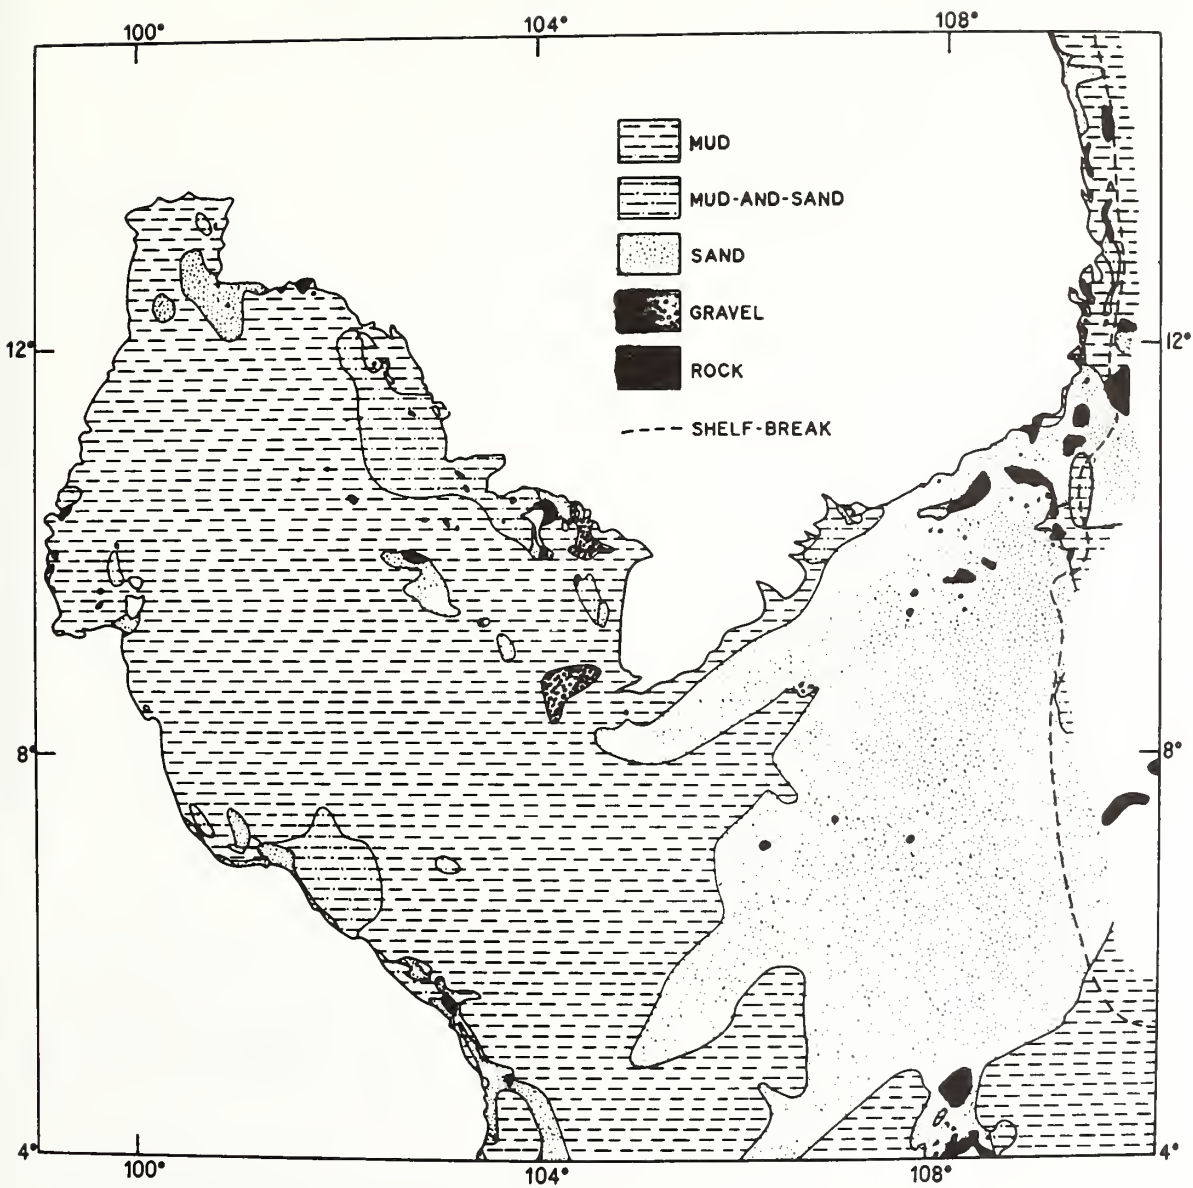 100° 104° 108°
MUD
MUD-AND-SAND
SAND
GRAVEL
ROCK
SHELF-BREAK
12° 12°
8° 8°
4° 4°
100° 104° 108°